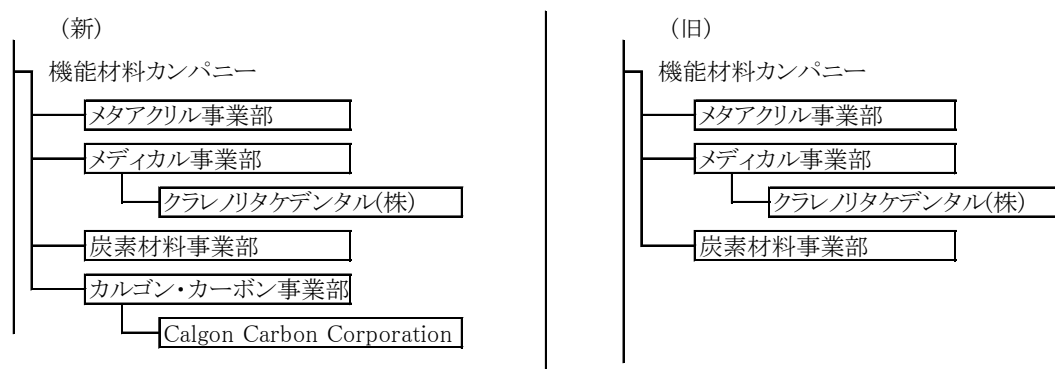 (新)
機能材料カンパニー
メタアクリル事業部
メディカル事業部
クラレノリタケデンタル(株)
炭素材料事業部
カルゴン・カーボン事業部
Calgon Carbon Corporation
(旧)
機能材料カンパニー
メタアクリル事業部
メディカル事業部
クラレノリタケデンタル(株)
炭素材料事業部